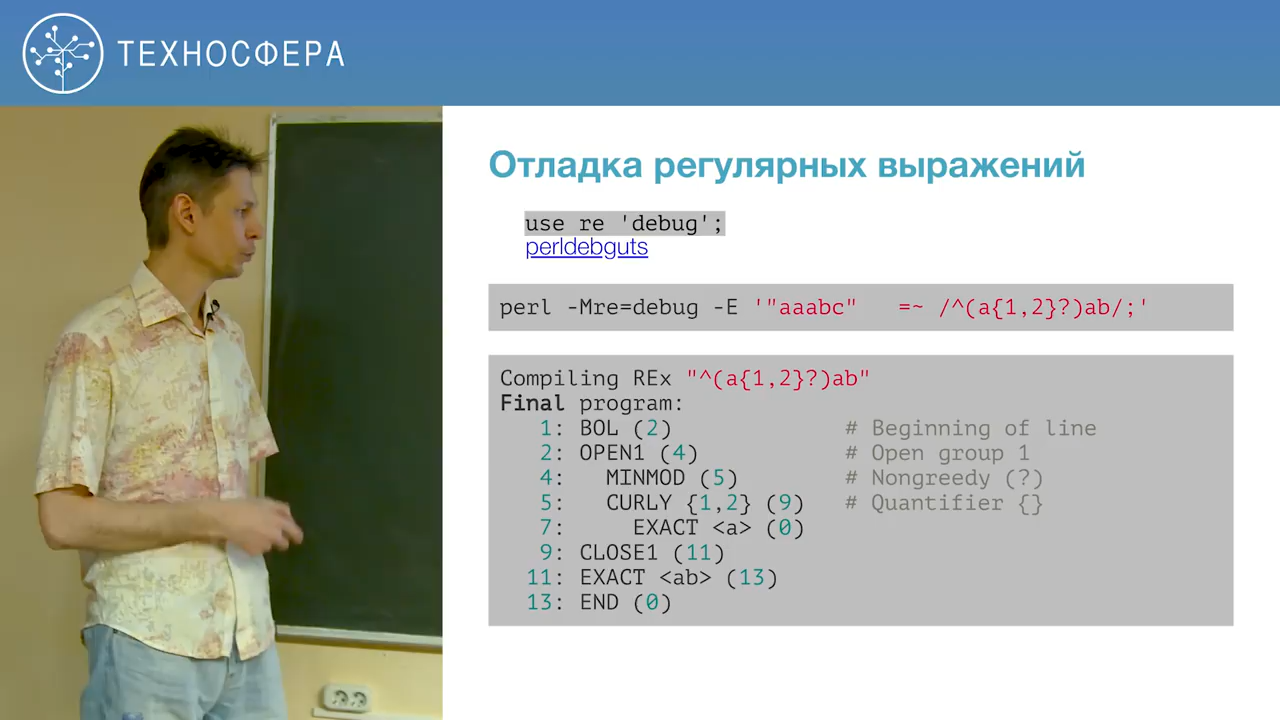 ТЕХНОСФЕРА
Отладка регулярных выражений
use re 'debug';
perldebguts
perl -Mre=debug -E '"aaabc"   =~ /^(a{1,2}?)ab/;'
Compiling REx "^(a{1,2}?)ab"
Final program:
   1: BOL (2)             # Beginning of line
   2: OPEN1 (4)           # Open group 1
   4:   MINMOD (5)        # Nongreedy (?)
   5:   CURLY {1,2} (9)   # Quantifier {}
   7:     EXACT <a> (0)
   9: CLOSE1 (11)
  11: EXACT <ab> (13)
  13: END (0)